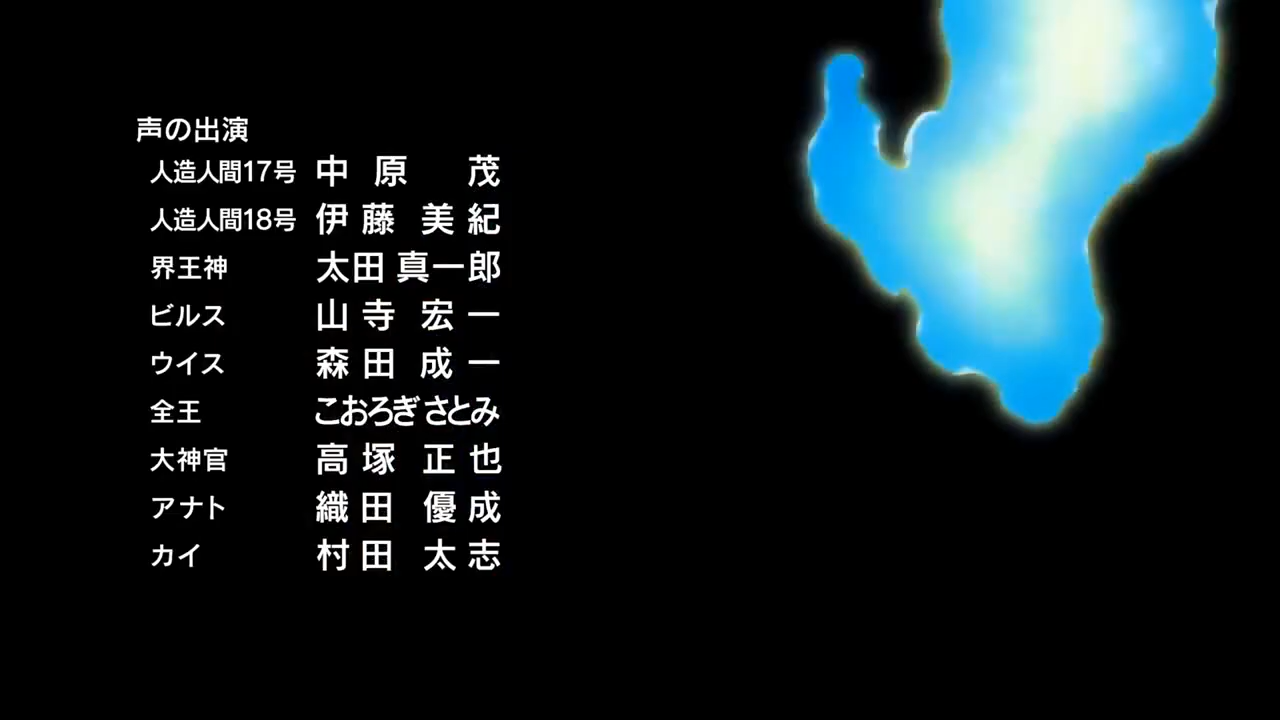 声の出演
人造人間17号 中原 茂
人造人間18号 伊藤 美紀
界王神 太田 真一郎
ビルス 山寺 宏一
ウイス 森田 成一
全王 こおろぎ さとみ
大神官 高塚 正也
アナト 織田 優成
カイ 村田 太志